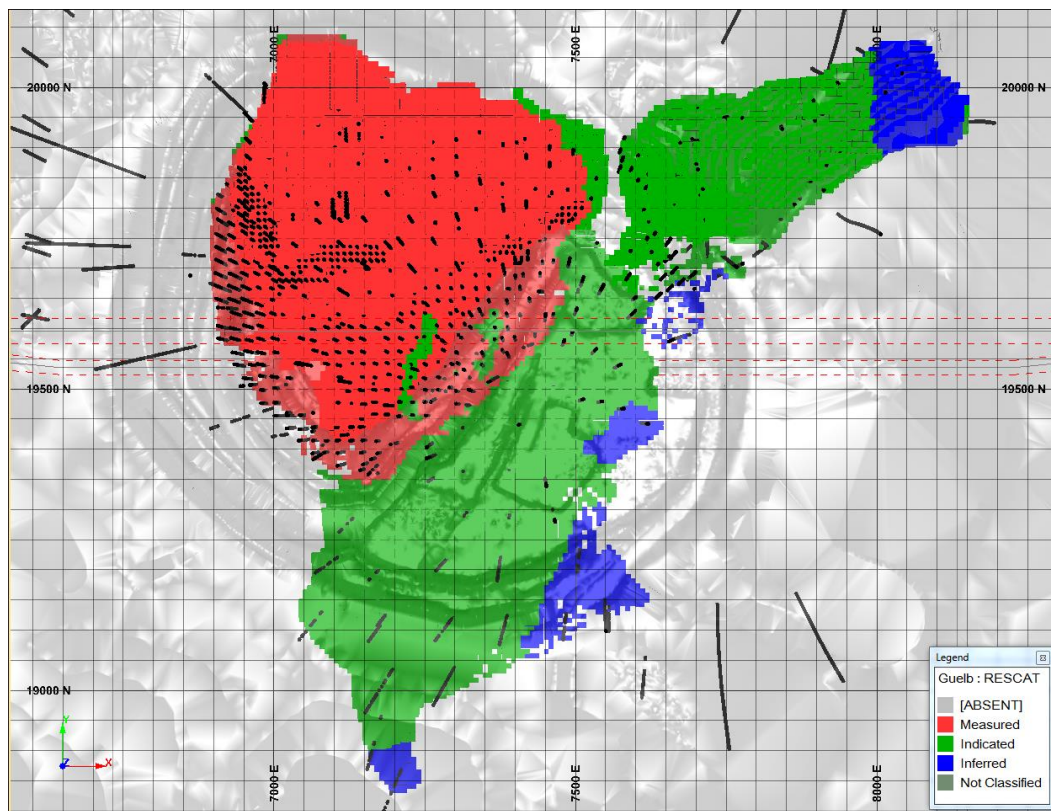 7000 E
7500 E
8000 E
20000 N
20000 N
19500 N
19500 N
19000 N
19000 N
7000 E
7500 E
8000 E
Y
Z
X
Legend
Guelb : RESCAT
[ABSENT]
Measured
Indicated
Inferred
Not Classified